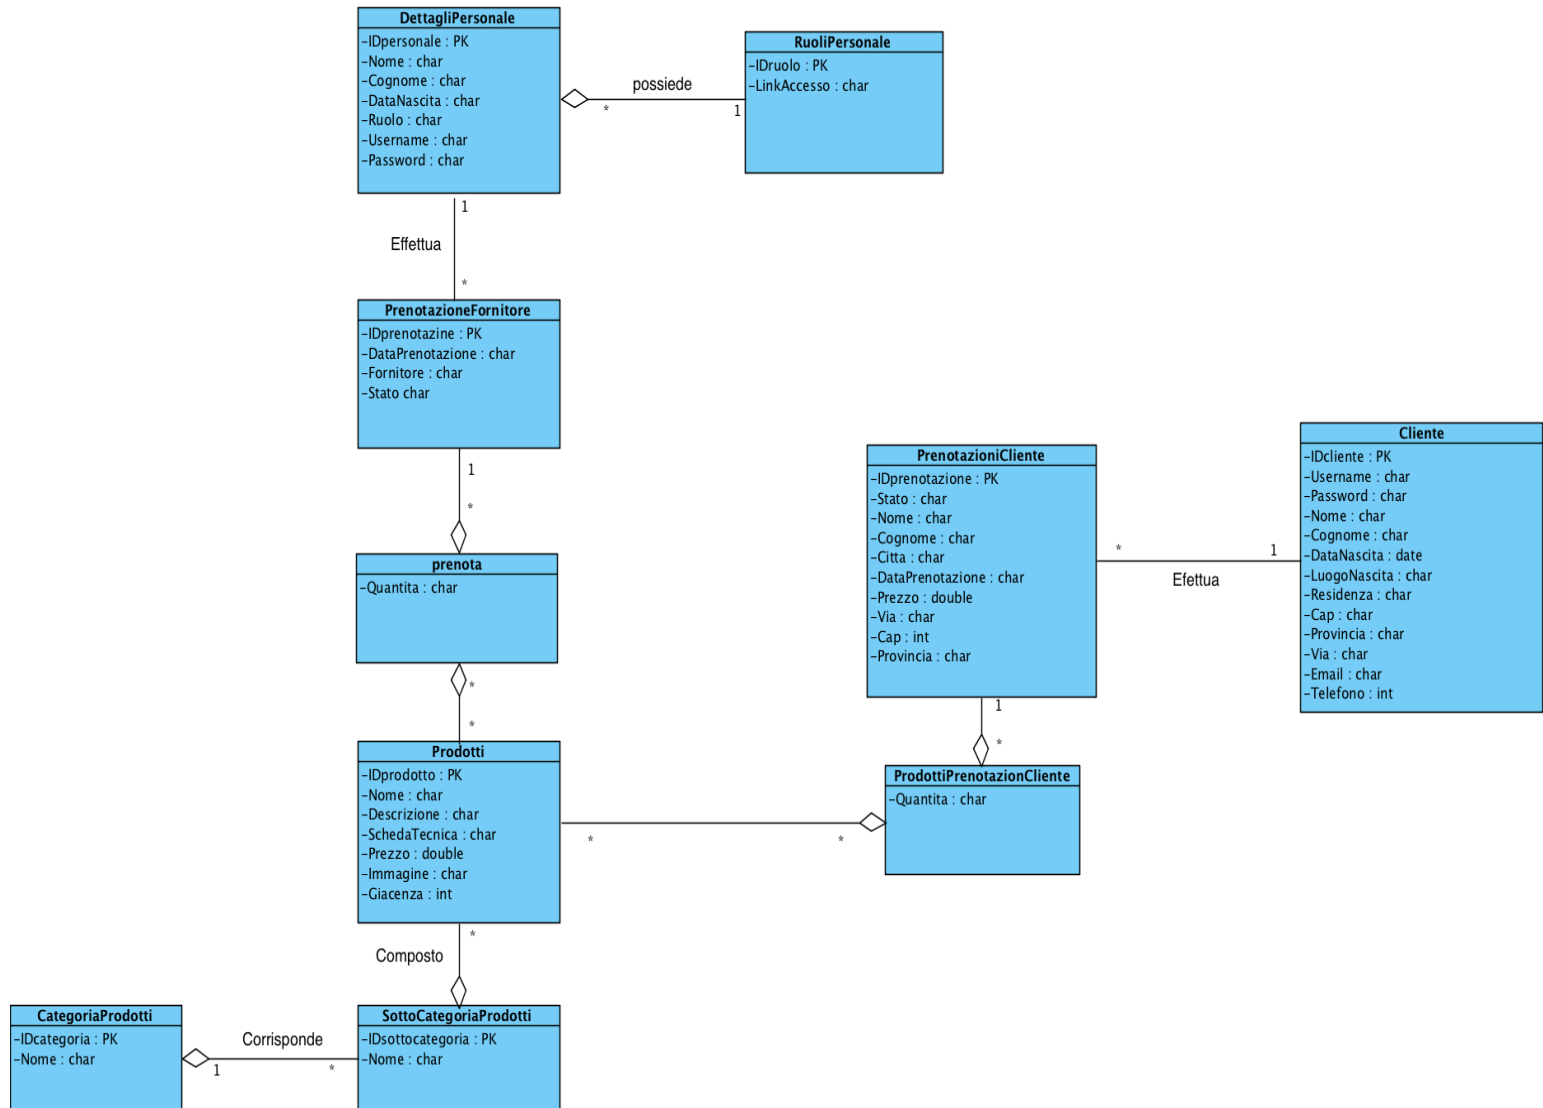 DettagliPersonale
-IDpersonale : PK
-Nome : char
-Cognome : char
-DataNascita : char
-Ruolo : char
-Username : char
-Password : char
possiede
*
1
RuoliPersonale
-IDruolo : PK
-LinkAccesso : char
1
Effettua
*
PrenotazioneFornitore
-IDprenotazine : PK
-DataPrenotazione : char
-Fornitore : char
-Stato char
1
*
prenota
-Quantita : char
*
*
Prodotti
-IDprodotto : PK
-Nome : char
-Descrizione : char
-SchedaTecnica : char
-Prezzo : double
-Immagine : char
-Giacenza : int
*
*
PrenotazioniCliente
-IDprenotazione : PK
-Stato : char
-Nome : char
-Cognome : char
-Citta : char
-DataPrenotazione : char
-Prezzo : double
-Via : char
-Cap : int
-Provincia : char
*
1
Efettua
Cliente
-IDcliente : PK
-Username : char
-Password : char
-Nome : char
-Cognome : char
-DataNascita : date
-LuogoNascita : char
-Residenza : char
-Cap : char
-Provincia : char
-Via : char
-Email : char
-Telefono : int
1
*
ProdottiPrenotazionCliente
-Quantita : char
*
Composto
CategoriaProdotti
-IDcategoria : PK
-Nome : char
Corrisponde
1
*
SottoCategoriaProdotti
-IDsottocategoria : PK
-Nome : char